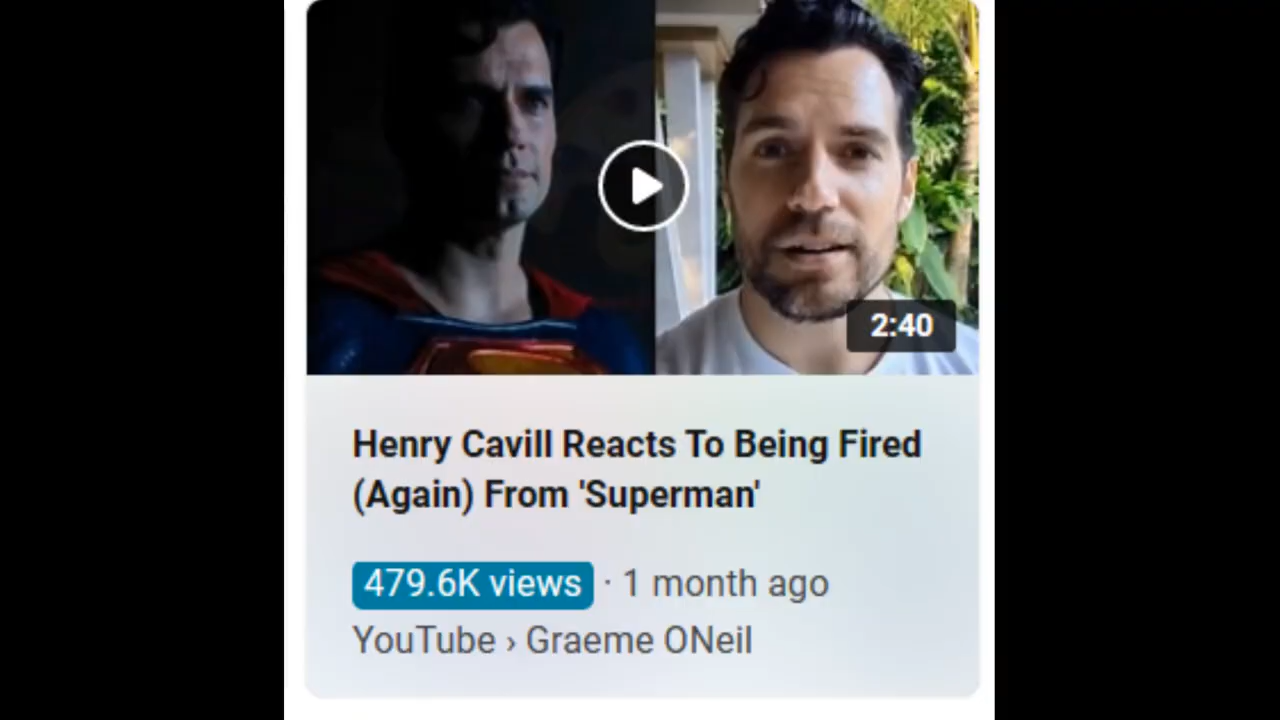 2:40
Henry Cavill Reacts To Being Fired
(Again) From 'Superman'
479.6K views · 1 month ago
YouTube › Graeme ONeil